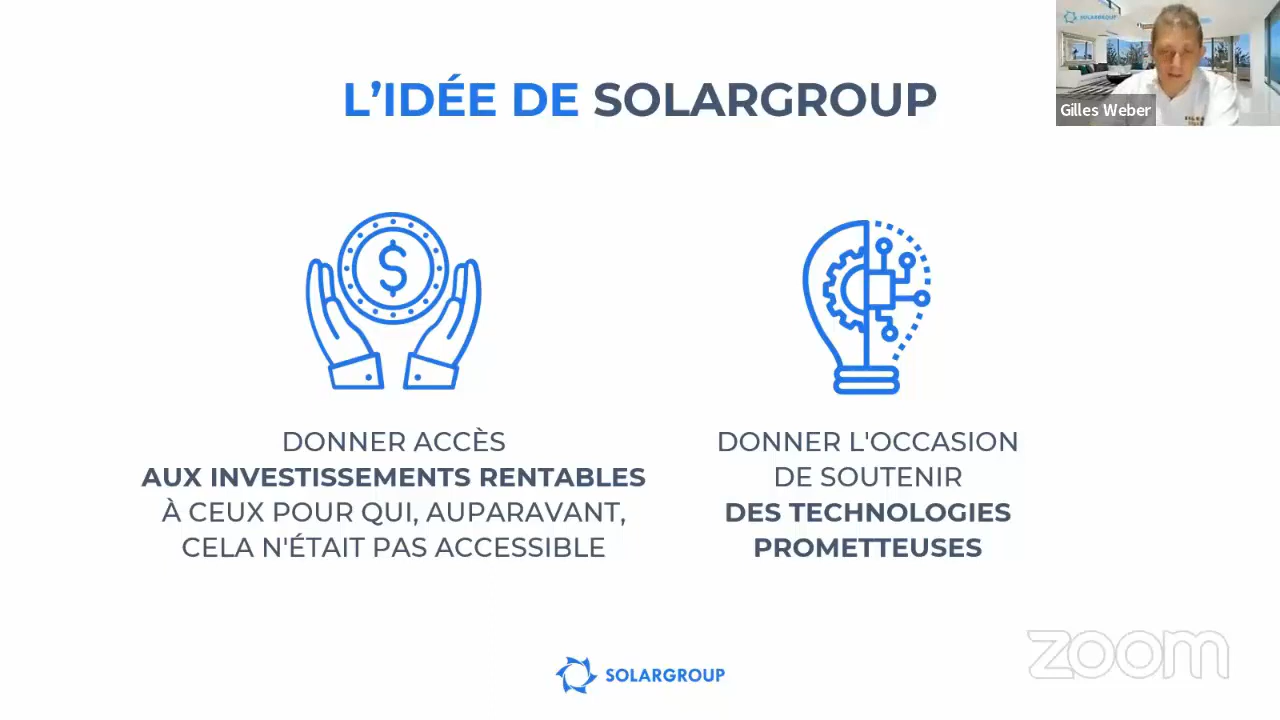 SOLARGROUP
L'IDÉE DE SOLARGROUP
Gilles Weber
$
DONNER ACCÈS
AUX INVESTISSEMENTS RENTABLES
À CEUX POUR QUI, AUPARAVANT,
CELA N'ÉTAIT PAS ACCESSIBLE
DONNER L'OCCASION
DE SOUTENIR
DES TECHNOLOGIES
PROMETTEUSES
zoom
SOLARGROUP